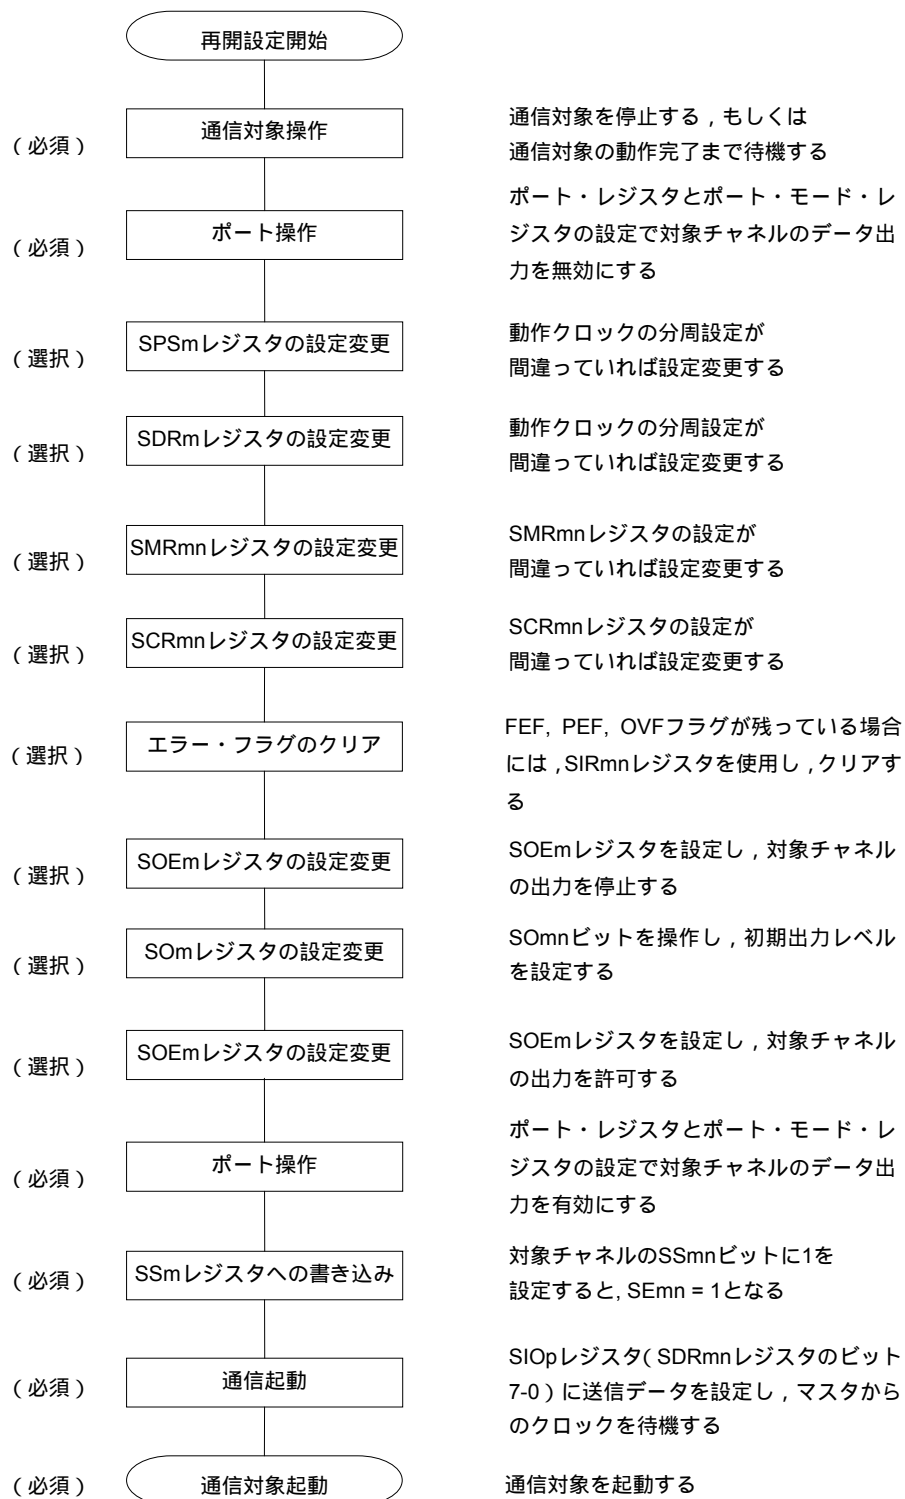 再開設定開始
（必須）
通信対象操作
通信対象を停止する，もしくは
通信対象の動作完了まで待機する
（必須）
ポート操作
ポート・レジスタとポート・モード・レ
ジスタの設定で対象チャネルのデータ出
力を無効にする
（選択）
SPSmレジスタの設定変更
動作クロックの分周設定が
間違っていれば設定変更する
（選択）
SDRmレジスタの設定変更
動作クロックの分周設定が
間違っていれば設定変更する
（選択）
SMRmnレジスタの設定変更
SMRmnレジスタの設定が
間違っていれば設定変更する
（選択）
SCRmnレジスタの設定変更
SCRmnレジスタの設定が
間違っていれば設定変更する
（選択）
エラー・フラグのクリア
FEF, PEF, OVFフラグが残っている場合
には，SIRmnレジスタを使用し，クリアす
る
（選択）
SOEmレジスタの設定変更
SOEmレジスタを設定し，対象チャネル
の出力を停止する
（選択）
SOmレジスタの設定変更
SOmnビットを操作し，初期出力レベル
を設定する
（選択）
SOEmレジスタの設定変更
SOEmレジスタを設定し，対象チャネル
の出力を許可する
（必須）
ポート操作
ポート・レジスタとポート・モード・レ
ジスタの設定で対象チャネルのデータ出
力を有効にする
（必須）
SSmレジスタへの書き込み
対象チャネルのSSmnビットに1を
設定すると, SEmn = 1となる
（必須）
通信起動
SIOpレジスタ（SDRmnレジスタのビット
7-0）に送信データを設定し，マスタから
のクロックを待機する
（必須）
通信対象起動
通信対象を起動する